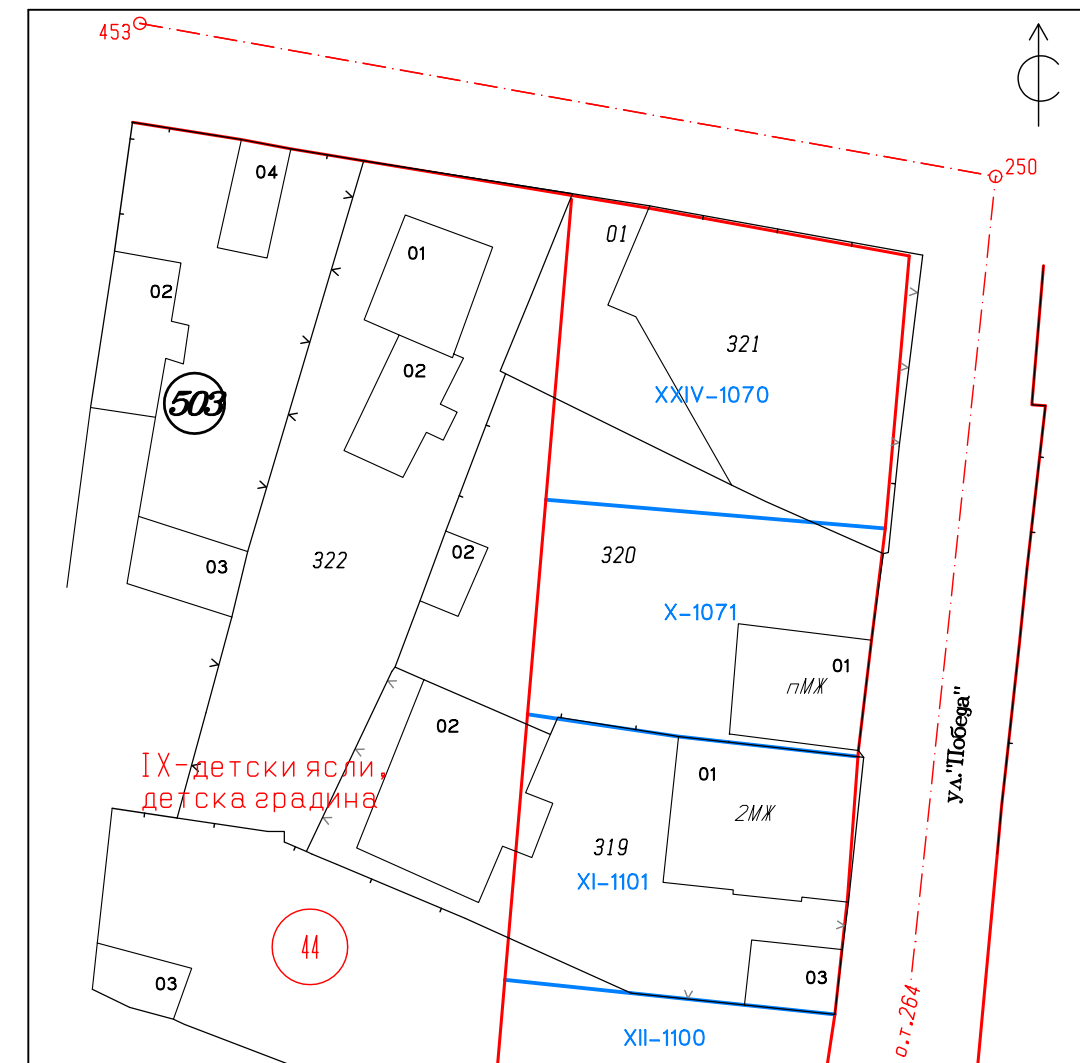 453
250
04
01
01
02
321
02
XXIV-1070
503
02
320
322
03
X-1071
01
пМЖ
02
ул."Победа"
IX-детски ясли,
детска градина
01
2МЖ
319
XI-1101
44
03
03
о.т.264
XII-1100